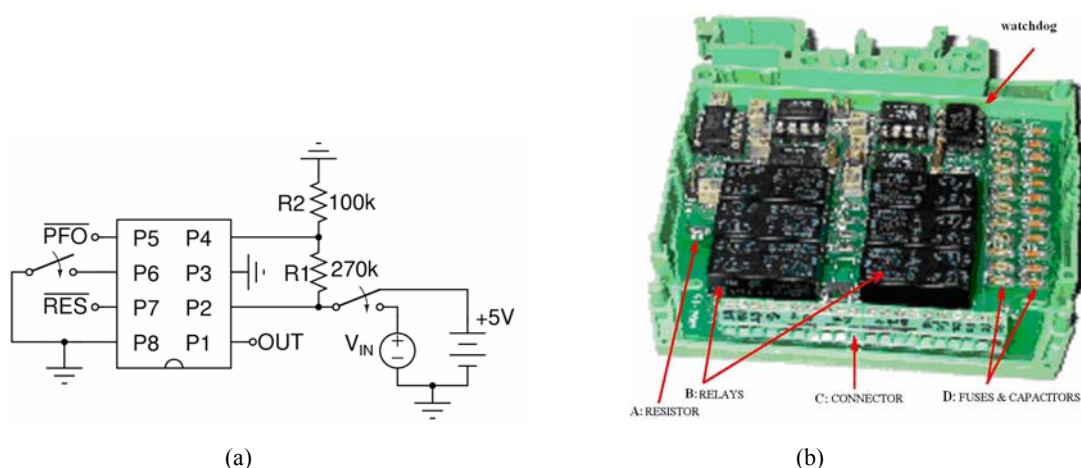 watchdog
R2
100k
PFO
P5
P4
P6
P3
R1
270k
RES
P7
P2
+5V
VIN
P8
P1
OUT
B: RELAYS
A: RESISTOR
C: CONNECTOR
D: FUSES & CAPACITORS
(a)
(b)